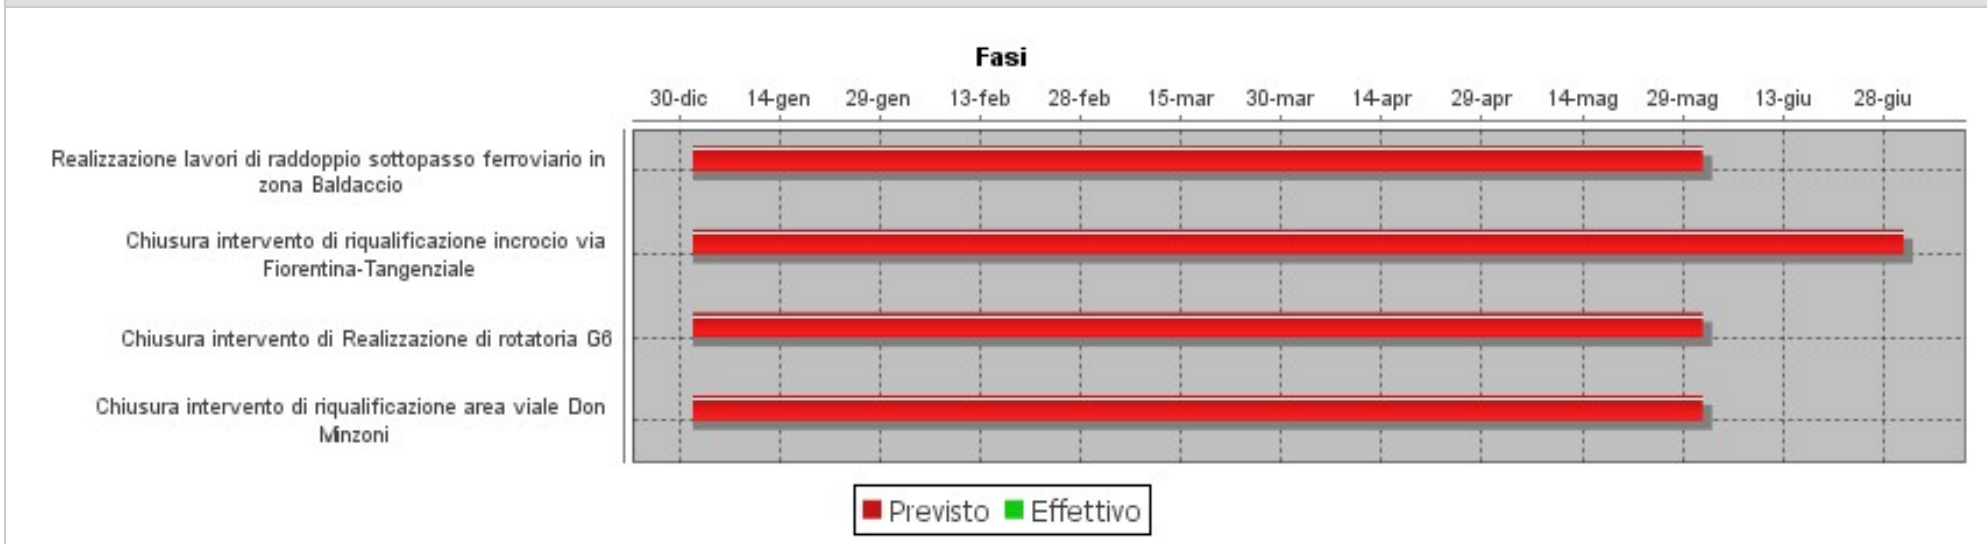 Fasi
30-dic 14-gen 29-gen 13-feb 28-feb 15-mar 30-mar 14-apr 29-apr 14-mag 29-mag 13-giu 28-giu
Realizzazione lavori di raddoppio sottopasso ferroviario in
zona Baldaccio
Chiusura intervento di riqualificazione incrocio via
Fiorentina-Tangenziale
Chiusura intervento di Realizzazione di rotatoria G6
Chiusura intervento di riqualificazione area viale Don
Minzoni
Previsto Effettivo